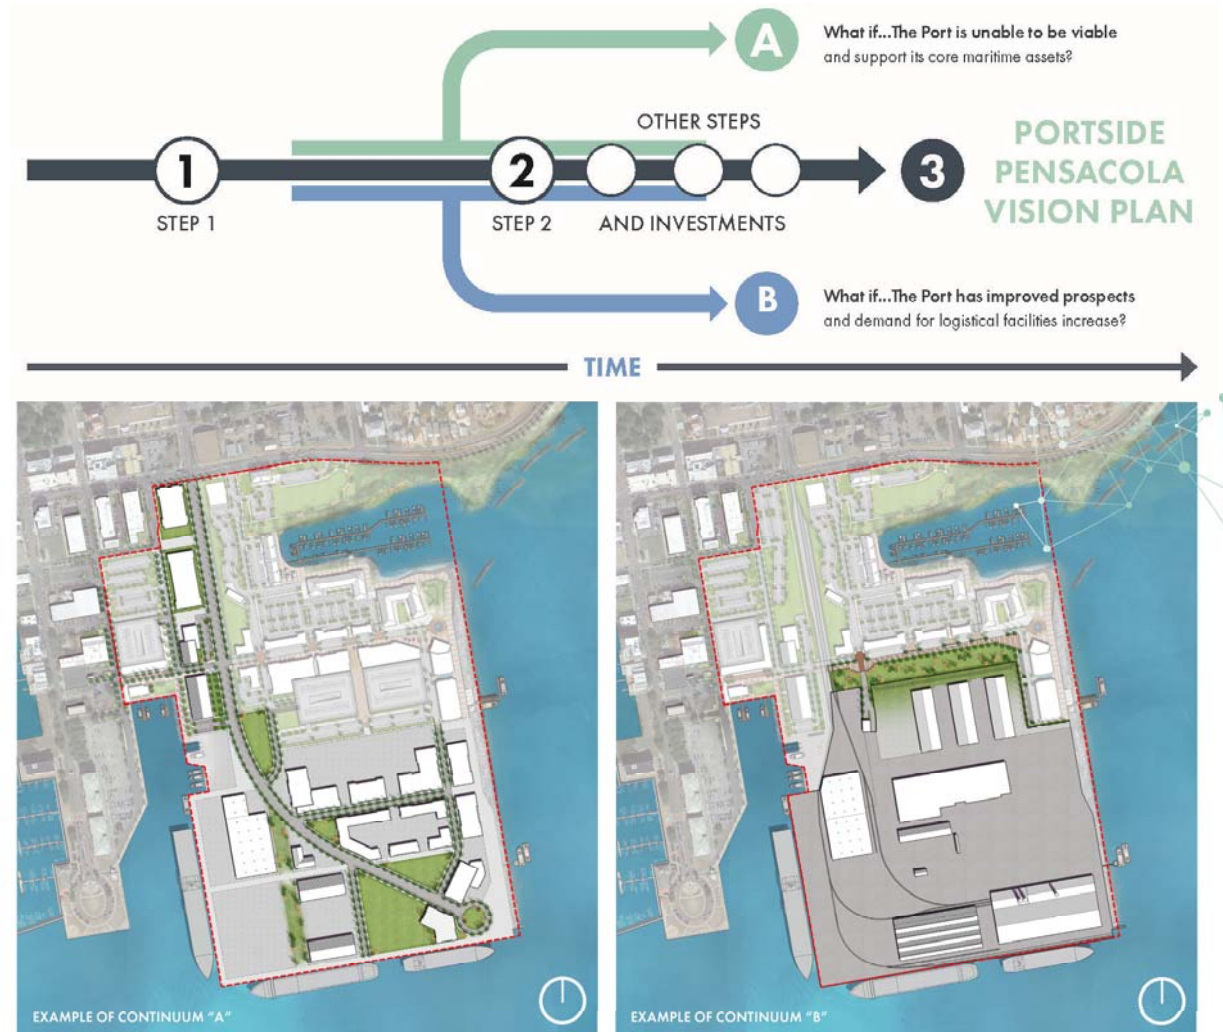 A
What if...The Port is unable to be viable
and support its core maritime assets?
OTHER STEPS
1
2
3
PORTSIDE
PENSACOLA
VISION PLAN
STEP 1
STEP 2
AND INVESTMENTS
B
What if...The Port has improved prospects
and demand for logistical facilities increase?
TIME
EXAMPLE OF CONTINUUM "A"
EXAMPLE OF CONTINUUM "B"